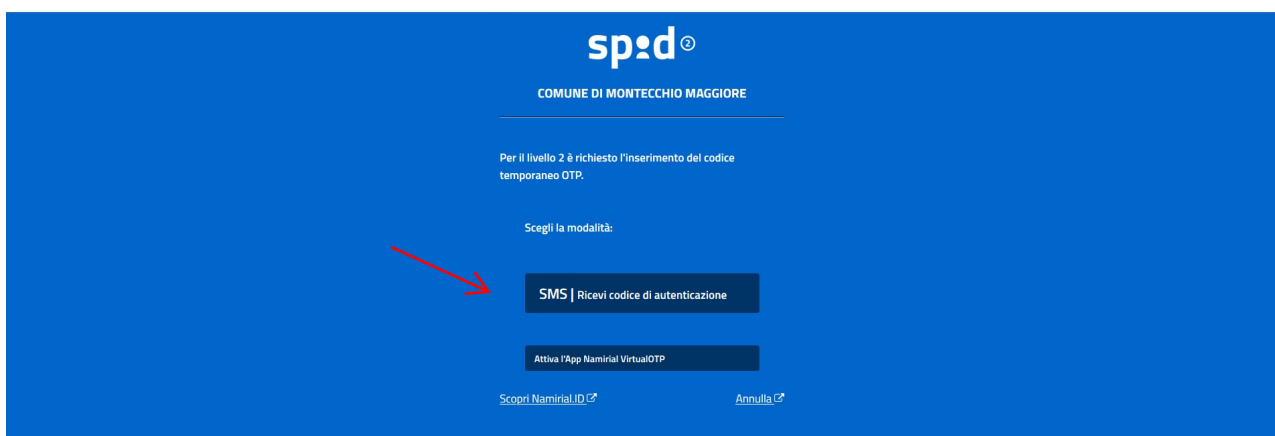 spid 2
COMUNE DI MONTECCHIO MAGGIORE
Per il livello 2 è richiesto l'inserimento del codice
temporaneo OTP.
Scegli la modalità:
SMS | Ricevi codice di autenticazione
Attiva l'App Namirial VirtualOTP
Scopri Namirial.ID Annulla